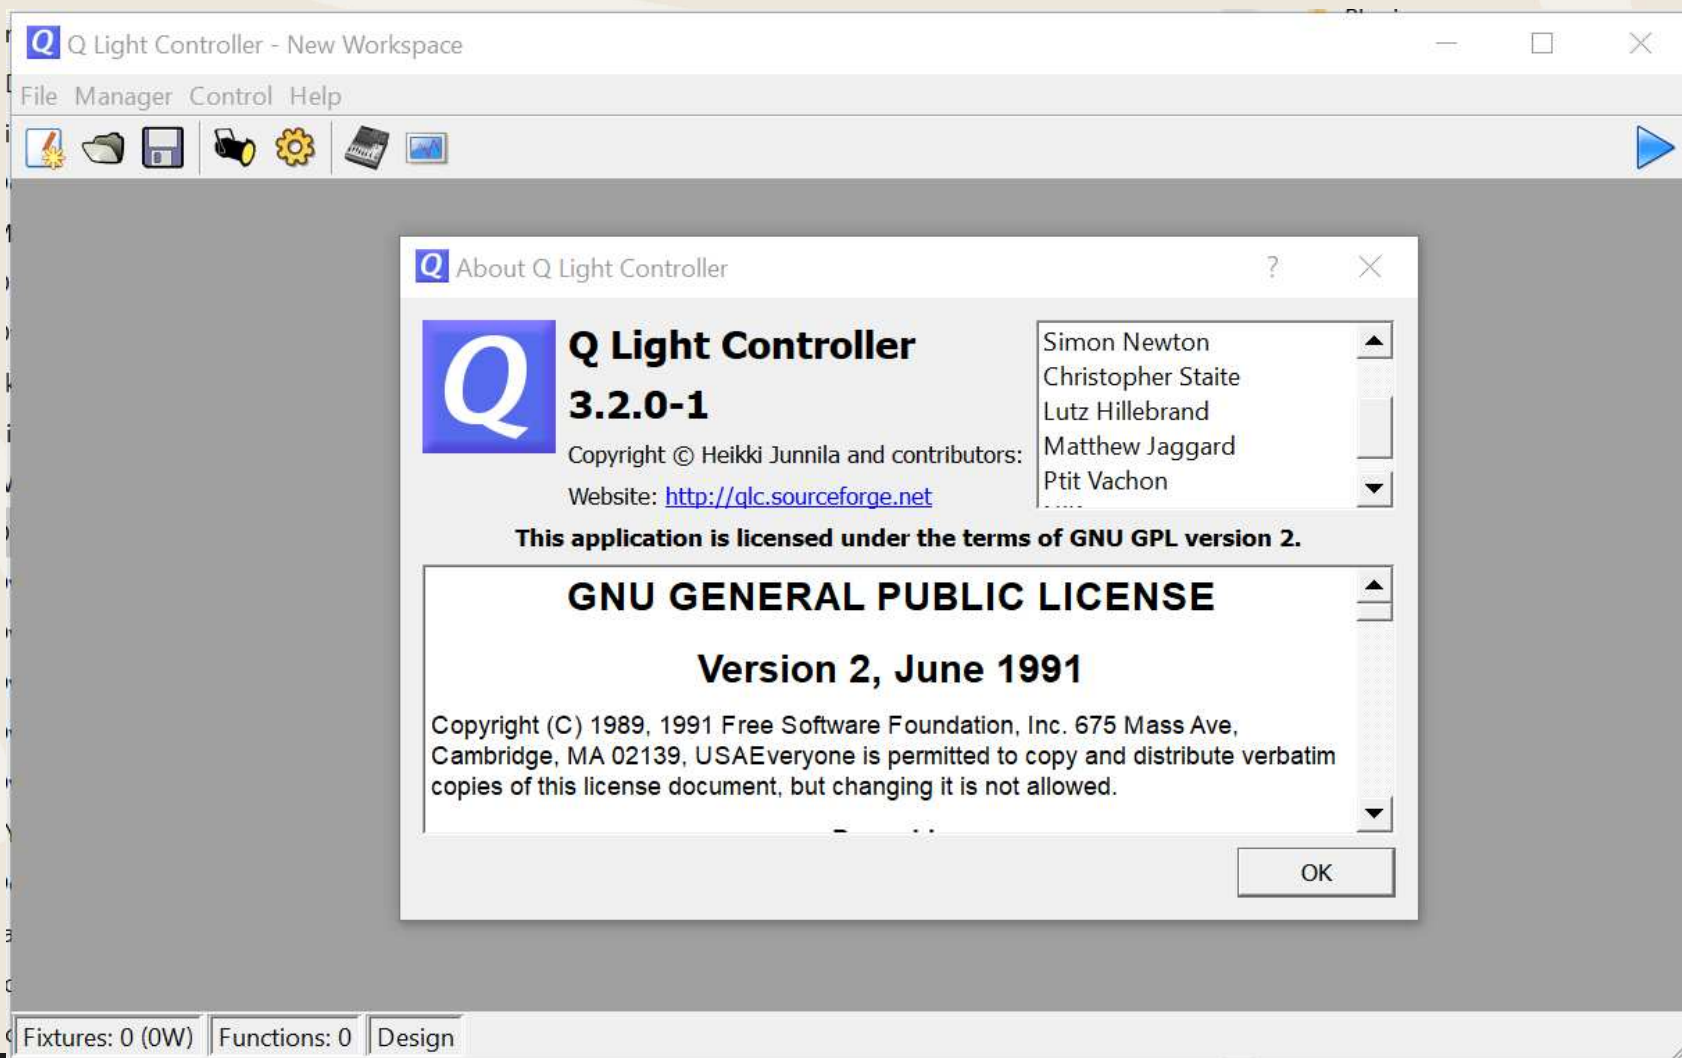 Q Light Controller - New Workspace
File Manager Control Help
Q About Q Light Controller
Q
Q Light Controller
3.2.0-1
Copyright © Heikki Junnila and contributors:
Website: http://qlc.sourceforge.net
Simon Newton
Christopher Staite
Lutz Hillebrand
Matthew Jaggard
Ptit Vachon
This application is licensed under the terms of GNU GPL version 2.
GNU GENERAL PUBLIC LICENSE
Version 2, June 1991
Copyright (C) 1989, 1991 Free Software Foundation, Inc. 675 Mass Ave,
Cambridge, MA 02139, USAEveryone is permitted to copy and distribute verbatim
copies of this license document, but changing it is not allowed.
OK
Fixtures: 0 (0W) Functions: 0 Design